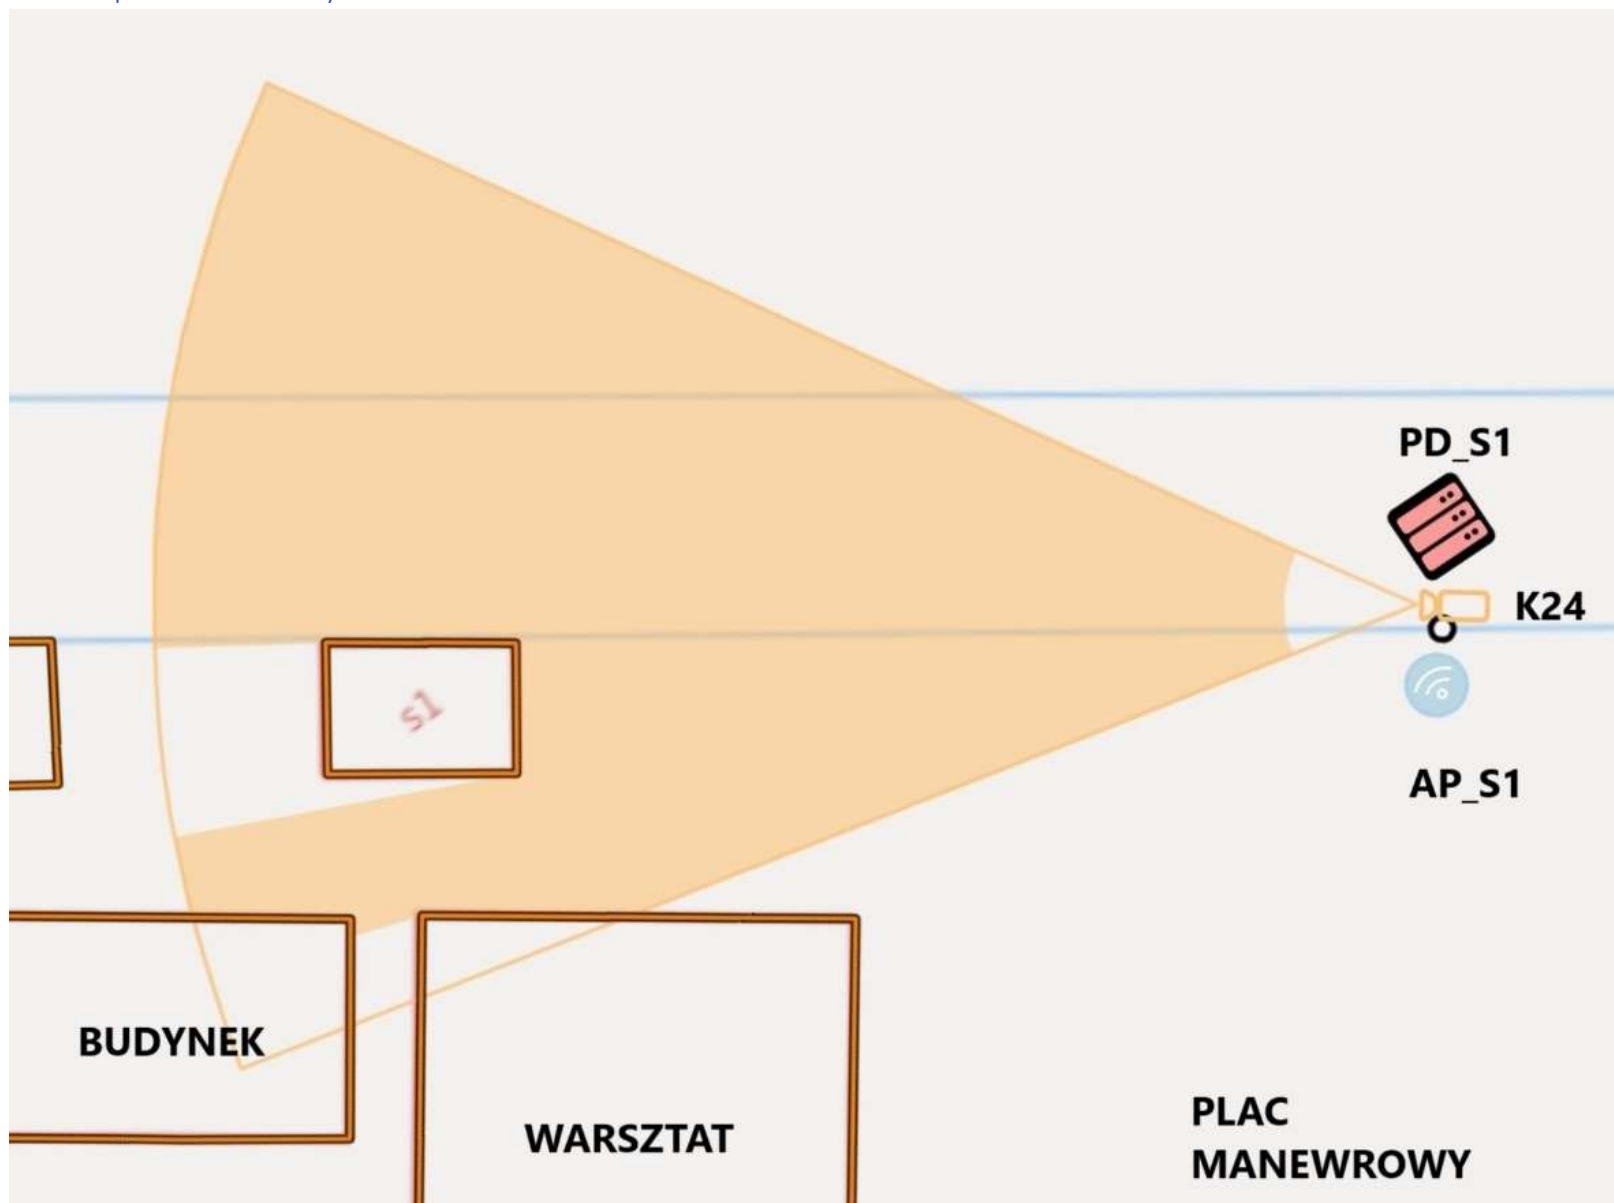 PD_S1
K24
s1
AP_S1
BUDYNEK
WARSZTAT
PLAC
MANEWROWY